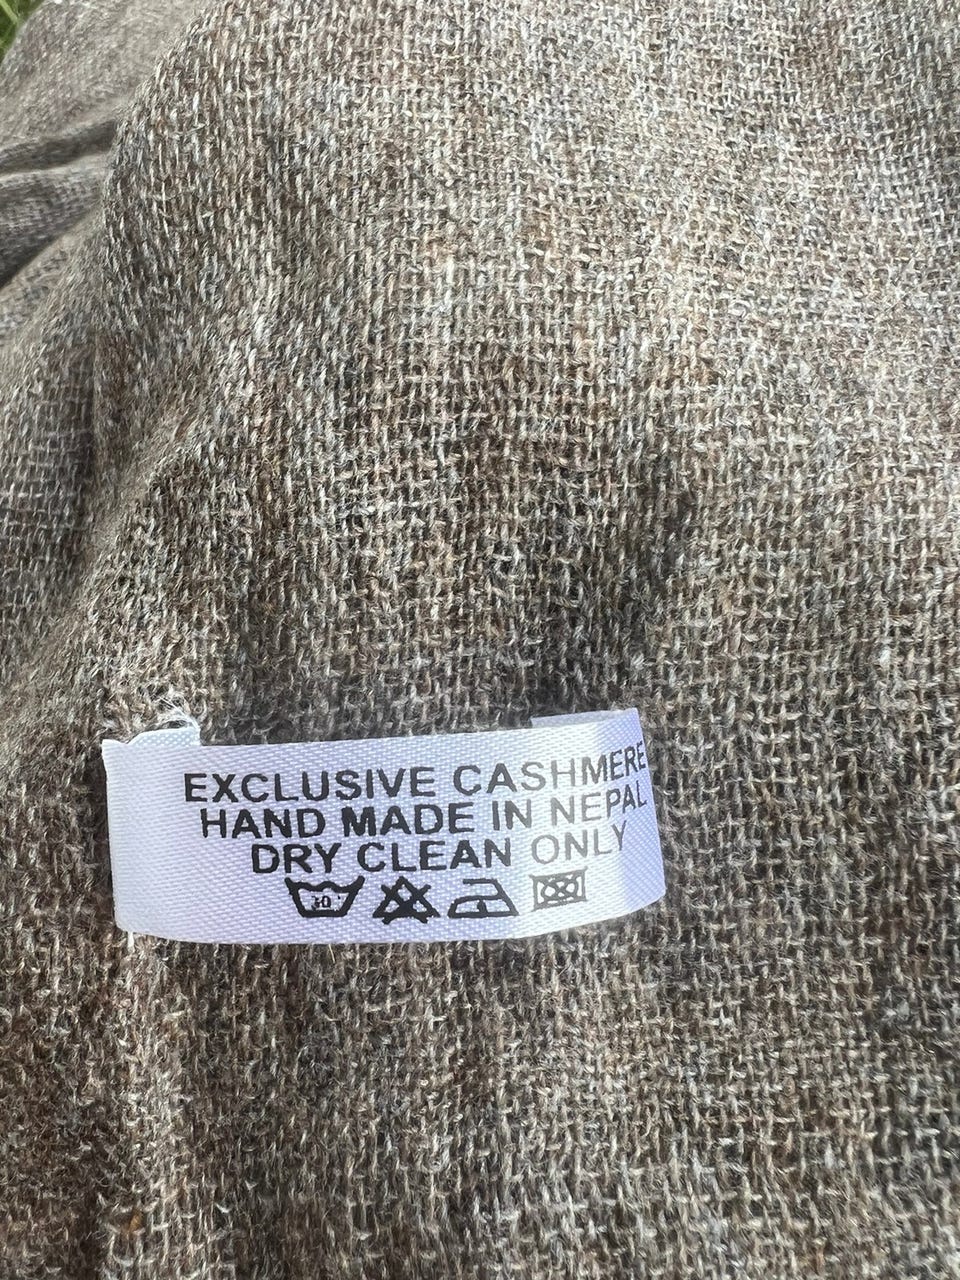 EXCLUSIVE CASHMERE
HAND MADE IN NEPAL
DRY CLEAN ONLY